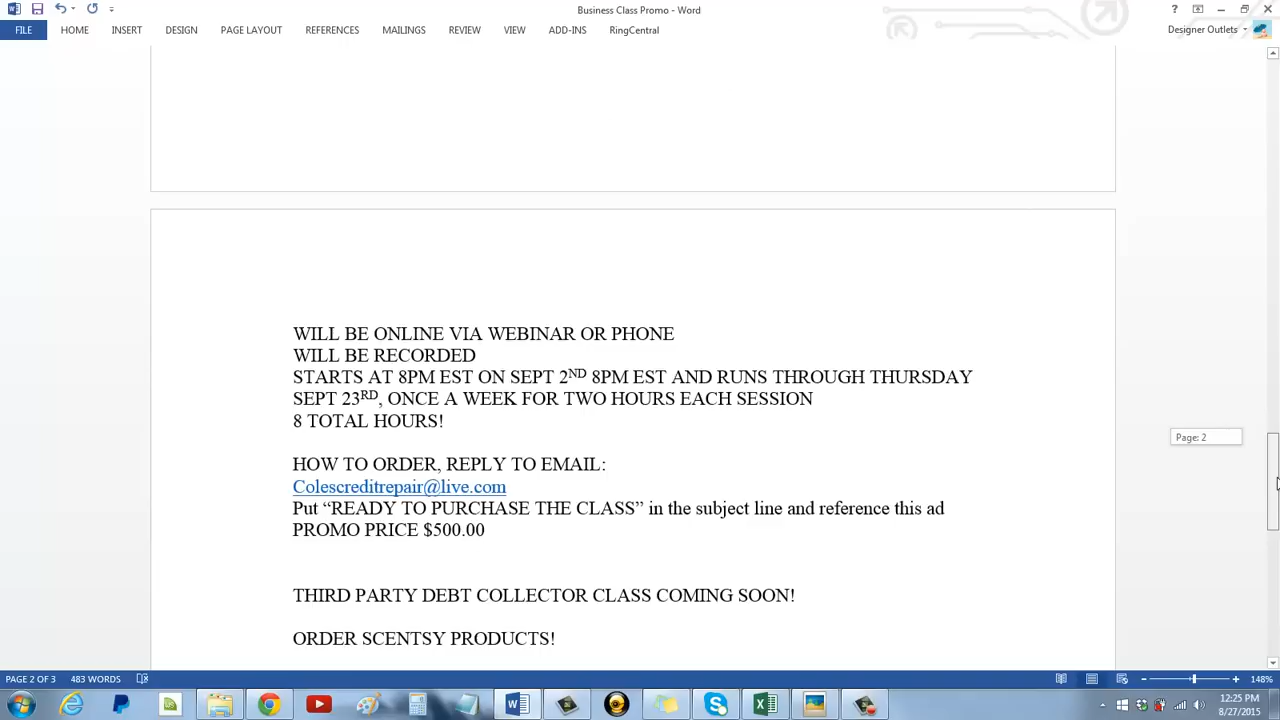 Business Class Promo - Word
FILE HOME INSERT DESIGN PAGE LAYOUT REFERENCES MAILINGS REVIEW VIEW ADD-INS RingCentral Designer Outlets
WILL BE ONLINE VIA WEBINAR OR PHONE
WILL BE RECORDED
STARTS AT 8PM EST ON SEPT 2ND 8PM EST AND RUNS THROUGH THURSDAY
SEPT 23RD, ONCE A WEEK FOR TWO HOURS EACH SESSION
8 TOTAL HOURS!
Page: 2
HOW TO ORDER, REPLY TO EMAIL:
Colescreditrepair@live.com
Put “READY TO PURCHASE THE CLASS” in the subject line and reference this ad
PROMO PRICE $500.00
THIRD PARTY DEBT COLLECTOR CLASS COMING SOON!
ORDER SCENTSY PRODUCTS!
PAGE 2 OF 3 483 WORDS 148%
12:25 PM
8/27/2015